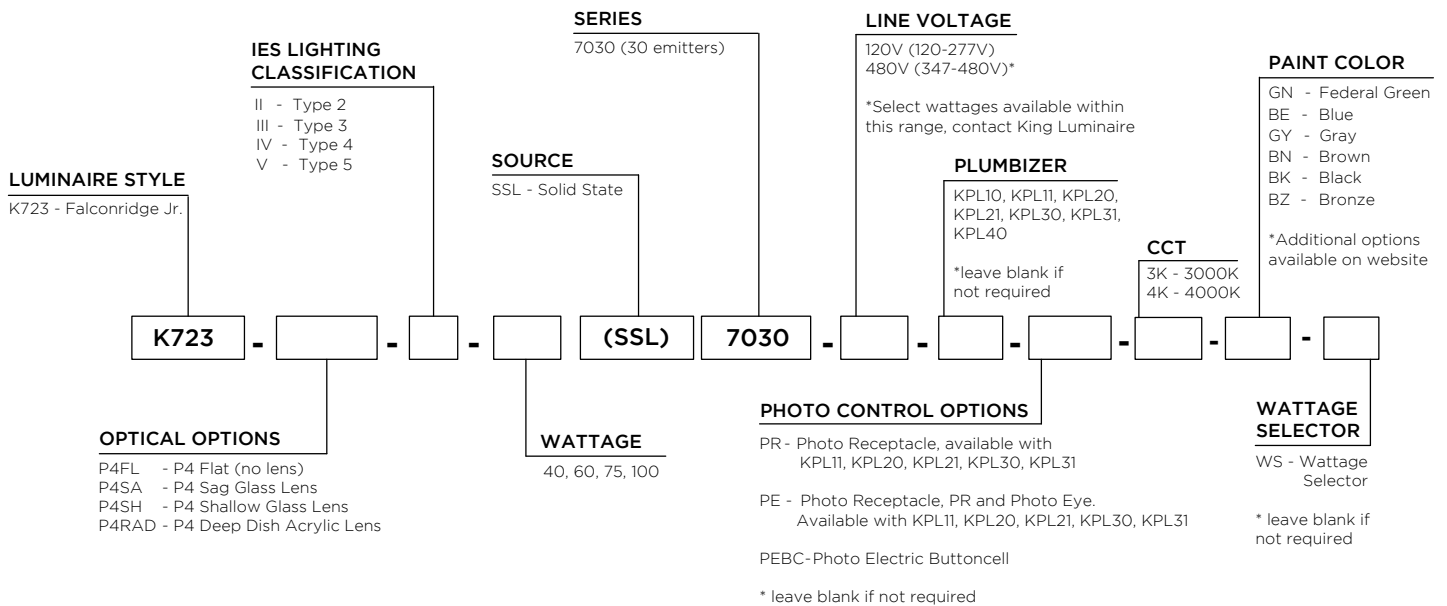 SERIES
7030 (30 emitters)
LINE VOLTAGE
120V (120-277V)
480V (347-480V)*
*Select wattages available within
this range, contact King Luminaire
IES LIGHTING
CLASSIFICATION
II - Type 2
III - Type 3
IV - Type 4
V - Type 5
PAINT COLOR
GN - Federal Green
BE - Blue
GY - Gray
BN - Brown
BK - Black
BZ - Bronze
*Additional options
available on website
SOURCE
SSL - Solid State
PLUMBIZER
KPL10, KPL11, KPL20,
KPL21, KPL30, KPL31,
KPL40
*leave blank if
not required
LUMINAIRE STYLE
K723 - Falconridge Jr.
CCT
3K - 3000K
4K - 4000K
K723 - - - (SSL) 7030 - - - - - -
OPTICAL OPTIONS
P4FL - P4 Flat (no lens)
P4SA - P4 Sag Glass Lens
P4SH - P4 Shallow Glass Lens
P4RAD - P4 Deep Dish Acrylic Lens
WATTAGE
40, 60, 75, 100
PHOTO CONTROL OPTIONS
PR - Photo Receptacle, available with
KPL11, KPL20, KPL21, KPL30, KPL31
PE - Photo Receptacle, PR and Photo Eye.
Available with KPL11, KPL20, KPL21, KPL30, KPL31
PEBC-Photo Electric Buttoncell
* leave blank if not required
WATTAGE
SELECTOR
WS - Wattage
Selector
* leave blank if
not required